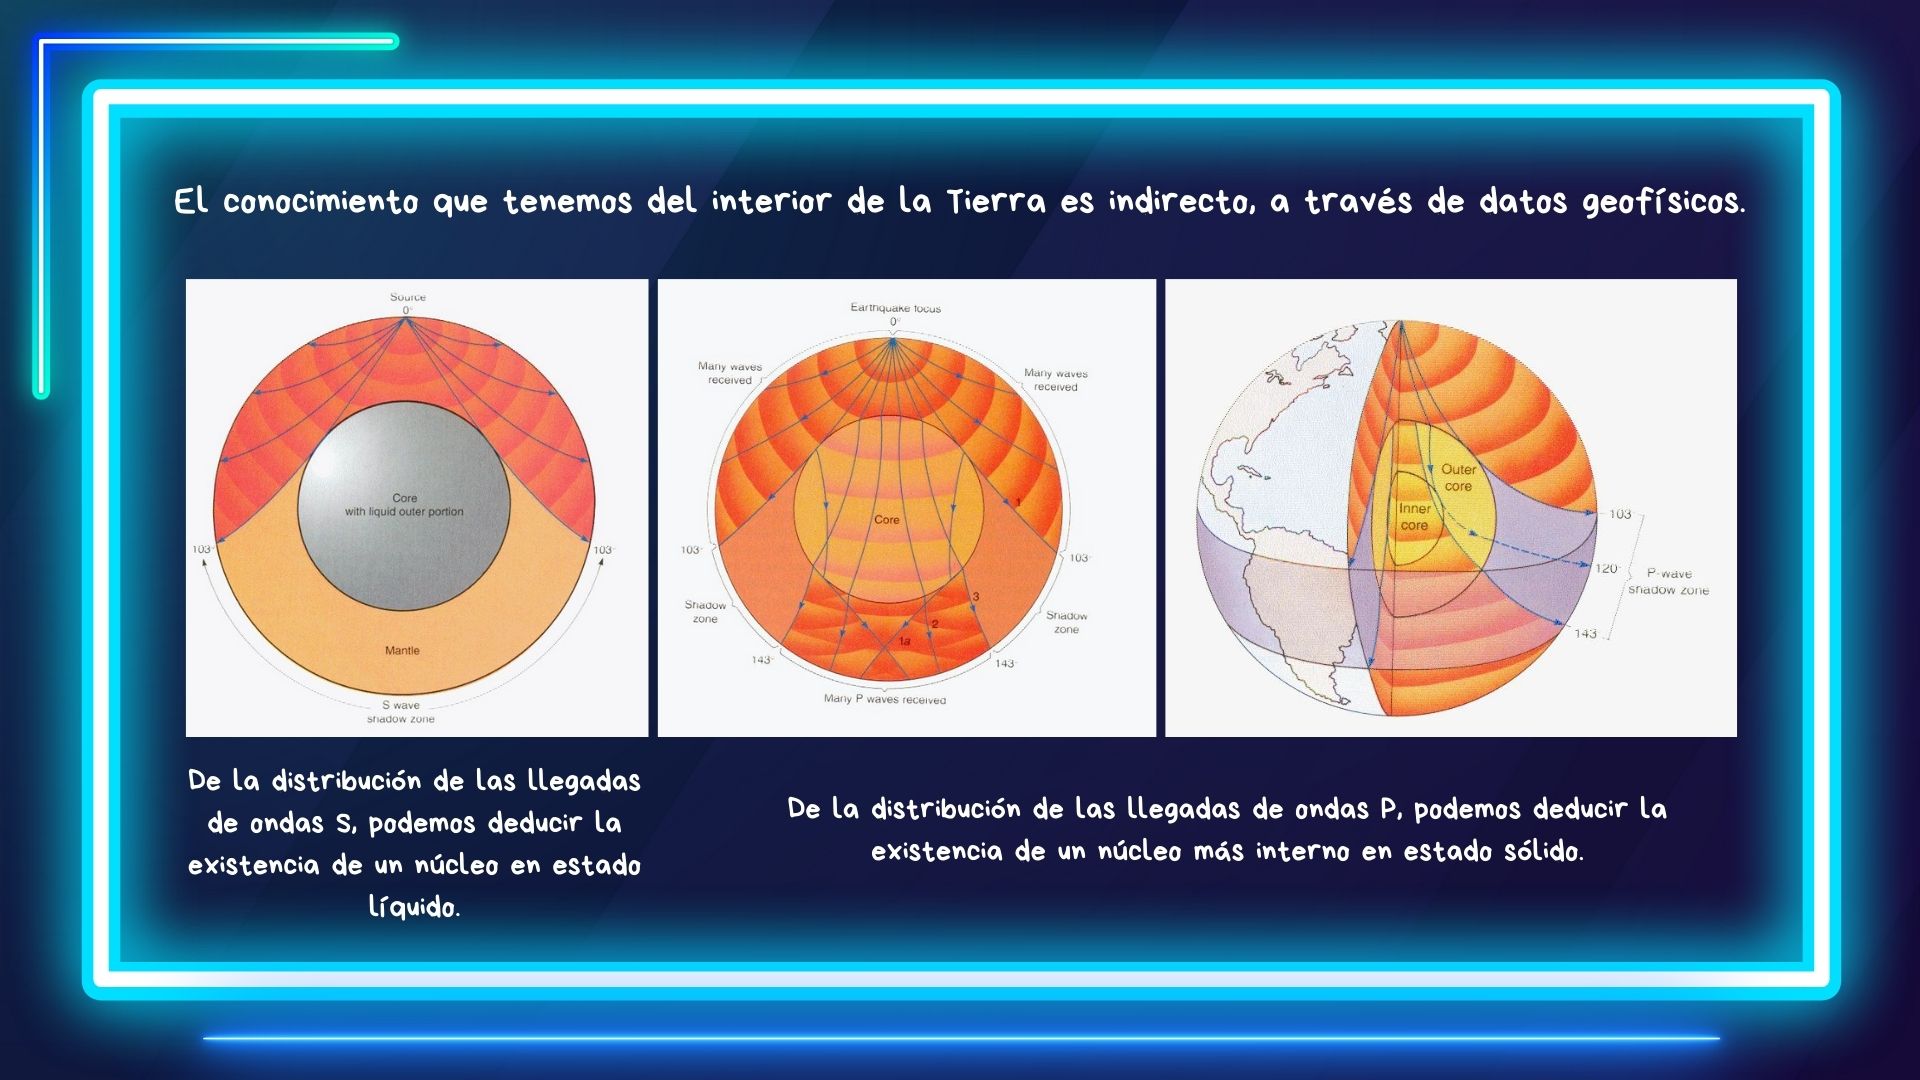 El conocimiento que tenemos del interior de la Tierra es indirecto, a través de datos geofísicos.
Source
0°
Core
with liquid outer portion
103°
103°
Mantle
S wave
shadow zone
Earthquake focus
0°
Many waves
received
Many waves
received
1
Core
103°
103°
Shadow
zone
3
2
1a
Shadow
zone
143°
143°
Many P waves received
Outer
core
Inner
core
103°
120°
P-wave
shadow zone
143
De la distribución de las llegadas
de ondas S, podemos deducir la
existencia de un núcleo en estado
líquido.
De la distribución de las llegadas de ondas P, podemos deducir la
existencia de un núcleo más interno en estado sólido.